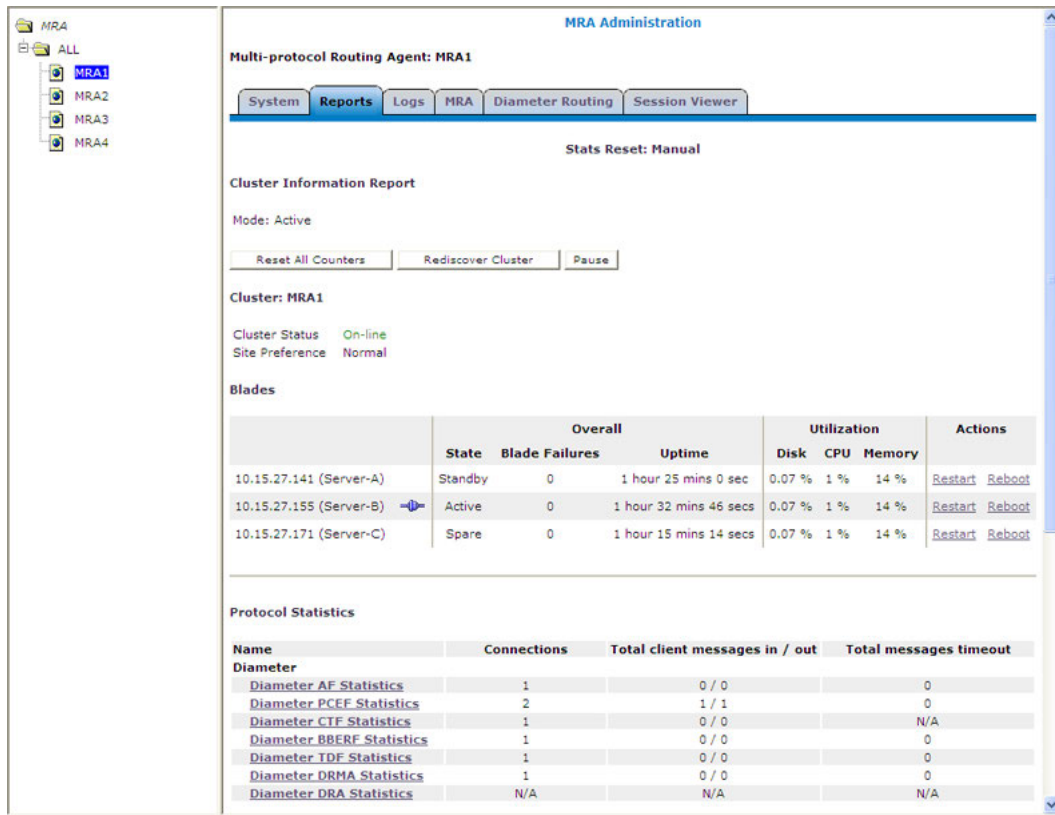 MRA
ALL
MRA1
MRA2
MRA3
MRA4
MRA Administration
Multi-protocol Routing Agent: MRA1
System Reports Logs MRA Diameter Routing Session Viewer
Stats Reset: Manual
Cluster Information Report
Mode: Active
Reset All Counters Rediscover Cluster Pause
Cluster: MRA1
Cluster Status On-line
Site Preference Normal
Blades
Overall Utilization Actions
State Blade Failures Uptime Disk CPU Memory
10.15.27.141 (Server-A) Standby 0 1 hour 25 mins 0 sec 0.07 % 1 % 14 % Restart Reboot
10.15.27.155 (Server-B) Active 0 1 hour 32 mins 46 secs 0.07 % 1 % 14 % Restart Reboot
10.15.27.171 (Server-C) Spare 0 1 hour 15 mins 14 secs 0.07 % 1 % 14 % Restart Reboot
Protocol Statistics
Name Connections Total client messages in / out Total messages timeout
Diameter
Diameter AF Statistics 1 0 / 0 0
Diameter PCEF Statistics 2 1 / 1 0
Diameter CTF Statistics 1 0 / 0 N/A
Diameter BBERF Statistics 1 0 / 0 0
Diameter TDF Statistics 1 0 / 0 0
Diameter DRMA Statistics 1 0 / 0 0
Diameter DRA Statistics N/A N/A N/A